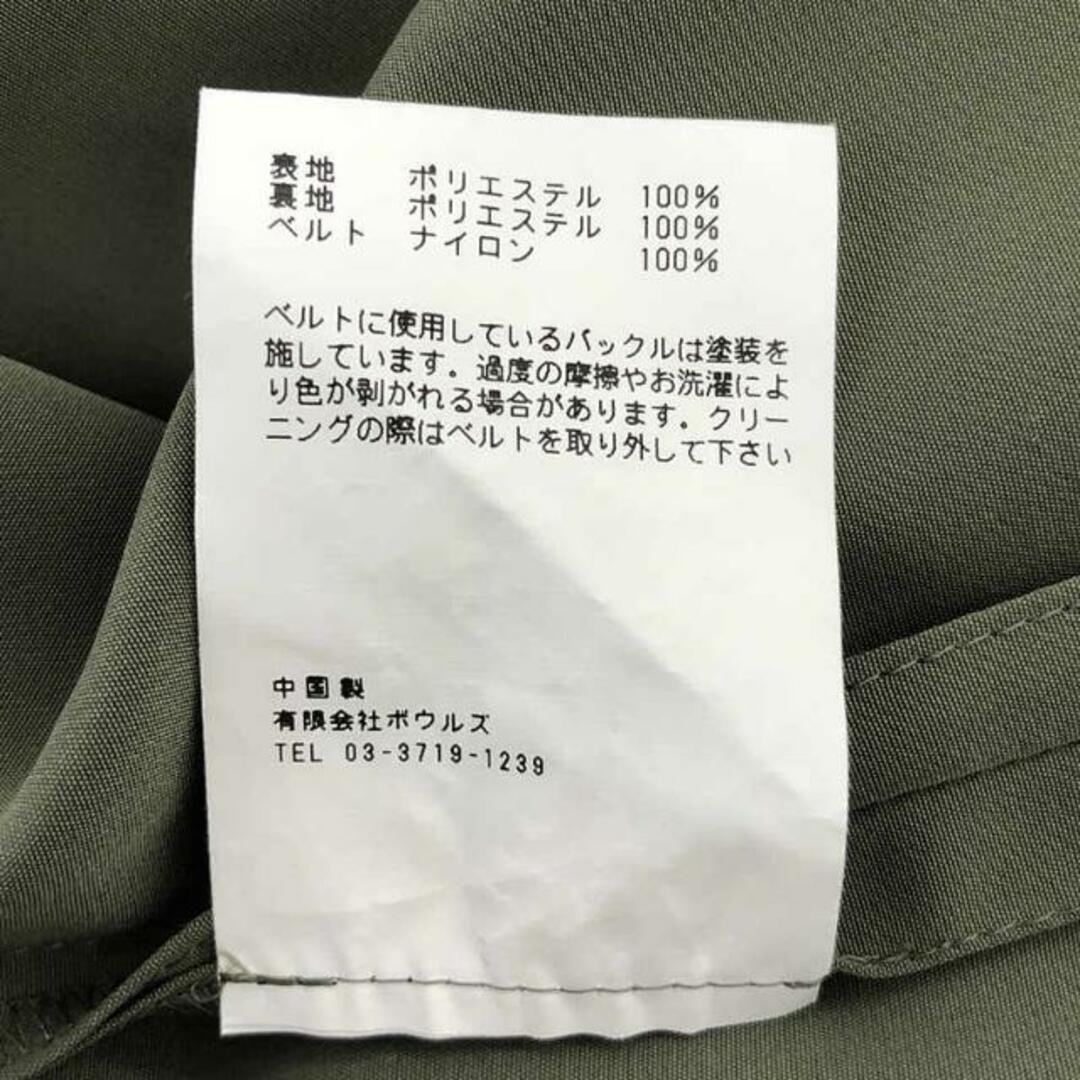 表地 ポリエステル 100%
裏地 ポリエステル 100%
ベルト ナイロン 100%
ベルトに使用しているバックルは塗装を
施しています。過度の摩擦やお洗濯によ
り色が剥がれる場合があります。クリー
ニングの際はベルトを取り外して下さい
中国製
有限会社ボウルズ
TEL 03-3719-1239